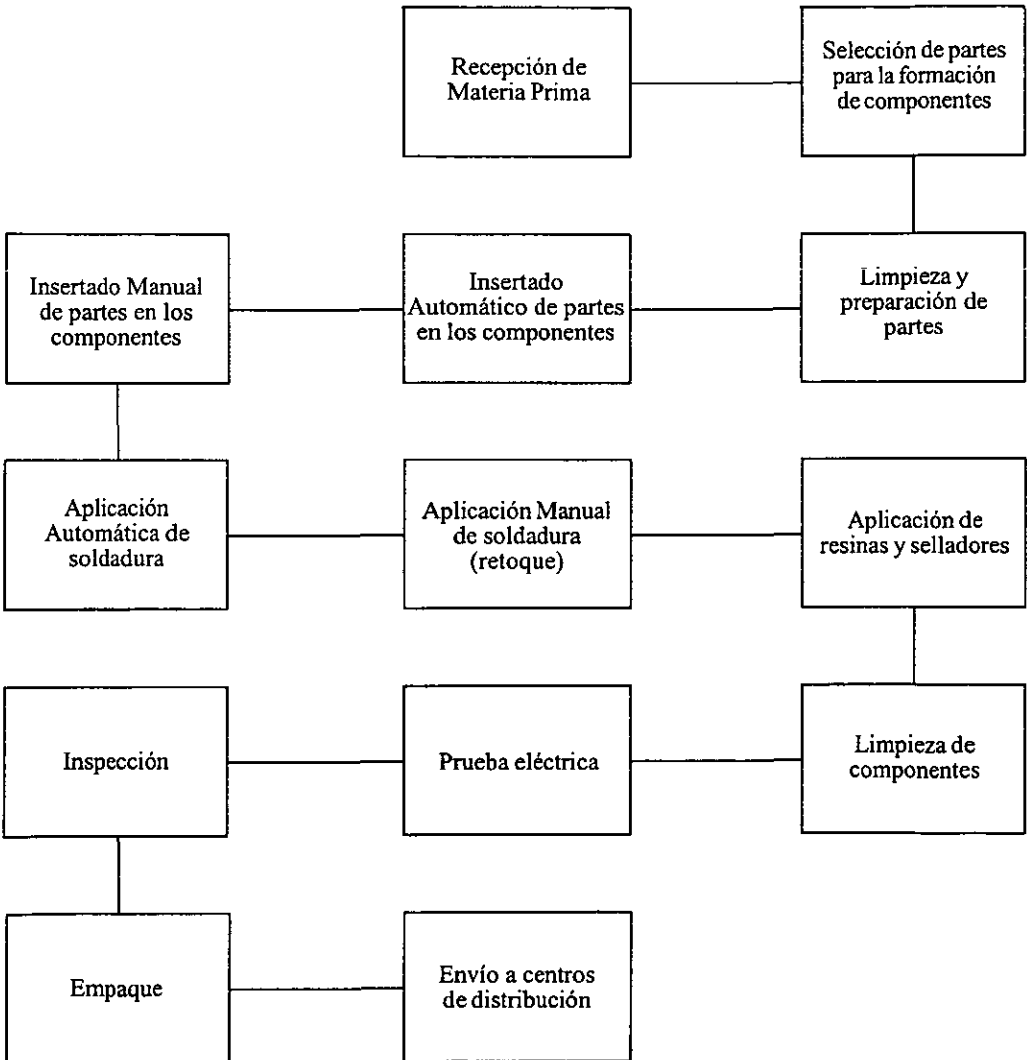 Recepción de
Materia Prima
Selección de partes
para la formación
de componentes
Limpieza y
preparación de
partes
Insertado
Automático de partes
en los componentes
Insertado Manual
de partes en los
componentes
Aplicación
Automática de
soldadura
Aplicación Manual
de soldadura
(retoque)
Aplicación de
resinas y selladores
Limpieza de
componentes
Prueba eléctrica
Inspección
Empaque
Envío a centros
de distribución